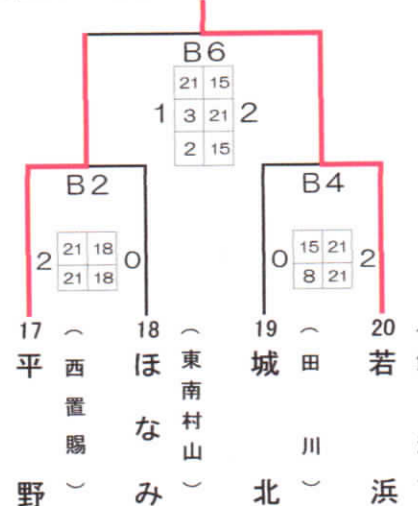 B6
21 15
1 3 21 2
2 15
B2
2 21 18 0
21 18
B4
0 15 21 2
8 21
17 18 19 20
平野
（西置賜）
ほなみ
（東南村山）
城北
（田川）
若浜